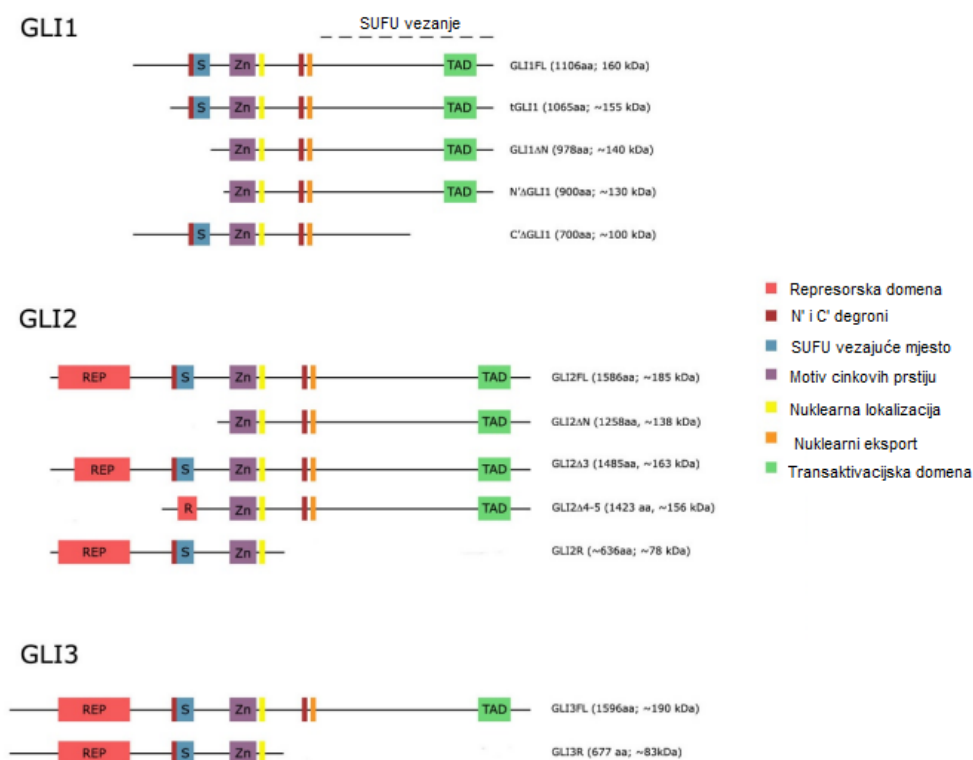 GLI1
SUFU vezanje
S Zn TAD GLI1FL (1106aa; 160 kDa)
S Zn TAD tGLI1 (1065aa; ~155 kDa)
Zn TAD GLI1ΔN (978aa; ~140 kDa)
Zn TAD N'ΔGLI1 (900aa; ~130 kDa)
S Zn C'ΔGLI1 (700aa; ~100 kDa)
Represorska domena
N' i C' degroni
SUFU vezajuće mjesto
Motiv cinkovih prstiju
Nuklearna lokalizacija
Nuklearni eksport
Transaktivacijska domena
GLI2
REP S Zn TAD GLI2FL (1586aa; ~185 kDa)
Zn TAD GLI2ΔN (1258aa, ~138 kDa)
REP S Zn TAD GLI2Δ3 (1485aa, ~163 kDa)
R Zn TAD GLI2Δ4-5 (1423 aa, ~156 kDa)
REP S Zn GLI2R (~636aa; ~78 kDa)
GLI3
REP S Zn TAD GLI3FL (1596aa; ~190 kDa)
REP S Zn GLI3R (677 aa; ~83kDa)